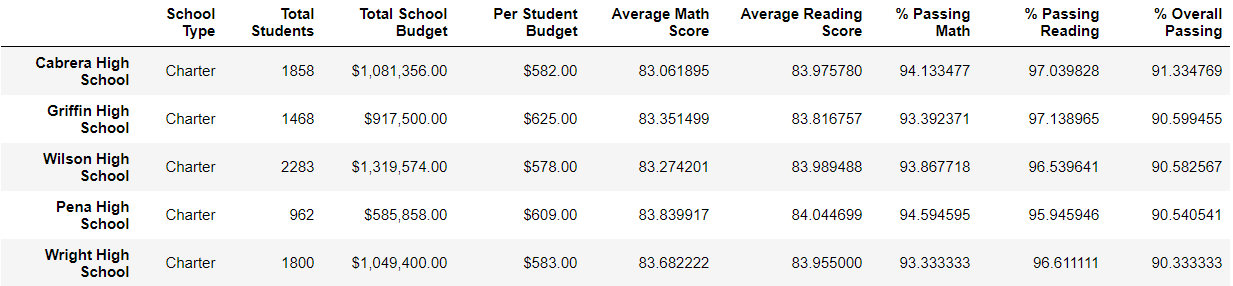 School Type Total Students Total School Budget Per Student Budget Average Math Score Average Reading Score % Passing Math % Passing Reading % Overall Passing
Cabrera High School Charter 1858 $1,081,356.00 $582.00 83.061895 83.975780 94.133477 97.039828 91.334769
Griffin High School Charter 1468 $917,500.00 $625.00 83.351499 83.816757 93.392371 97.138965 90.599455
Wilson High School Charter 2283 $1,319,574.00 $578.00 83.274201 83.989488 93.867718 96.539641 90.582567
Pena High School Charter 962 $585,858.00 $609.00 83.839917 84.044699 94.594595 95.945946 90.540541
Wright High School Charter 1800 $1,049,400.00 $583.00 83.682222 83.955000 93.333333 96.611111 90.333333